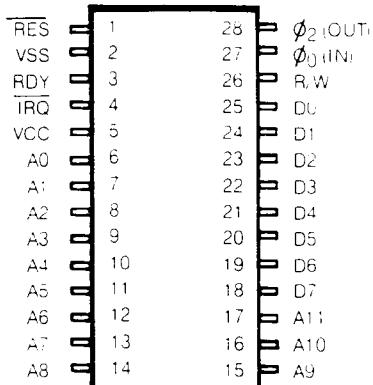 RES 1 28 ϕ2 (OUT)
VSS 2 27 ϕ0 (IN)
RDY 3 26 R/W
IRQ 4 25 D0
VCC 5 24 D1
A0 6 23 D2
A1 7 22 D3
A2 8 21 D4
A3 9 20 D5
A4 10 19 D6
A5 11 18 D7
A6 12 17 A11
A7 13 16 A10
A8 14 15 A9